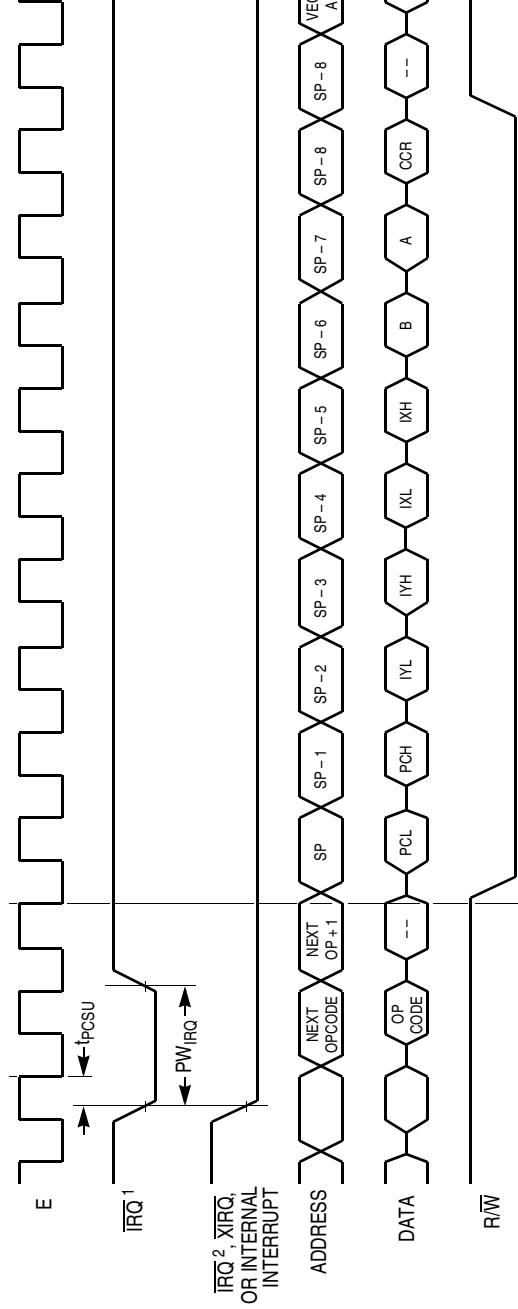 E
tPCSU
IRQ 1
PWIRQ
IRQ 2, XIRQ,
OR INTERNAL
INTERRUPT
ADDRESS
NEXT
OPCODE
NEXT
OP + 1
SP
SP – 1
SP – 2
SP – 3
SP – 4
SP – 5
SP – 6
SP – 7
SP – 8
SP – 8
DATA
OP
CODE
– –
PCL
PCH
IYL
IYH
IXL
IXH
B
A
CCR
– –
R/W